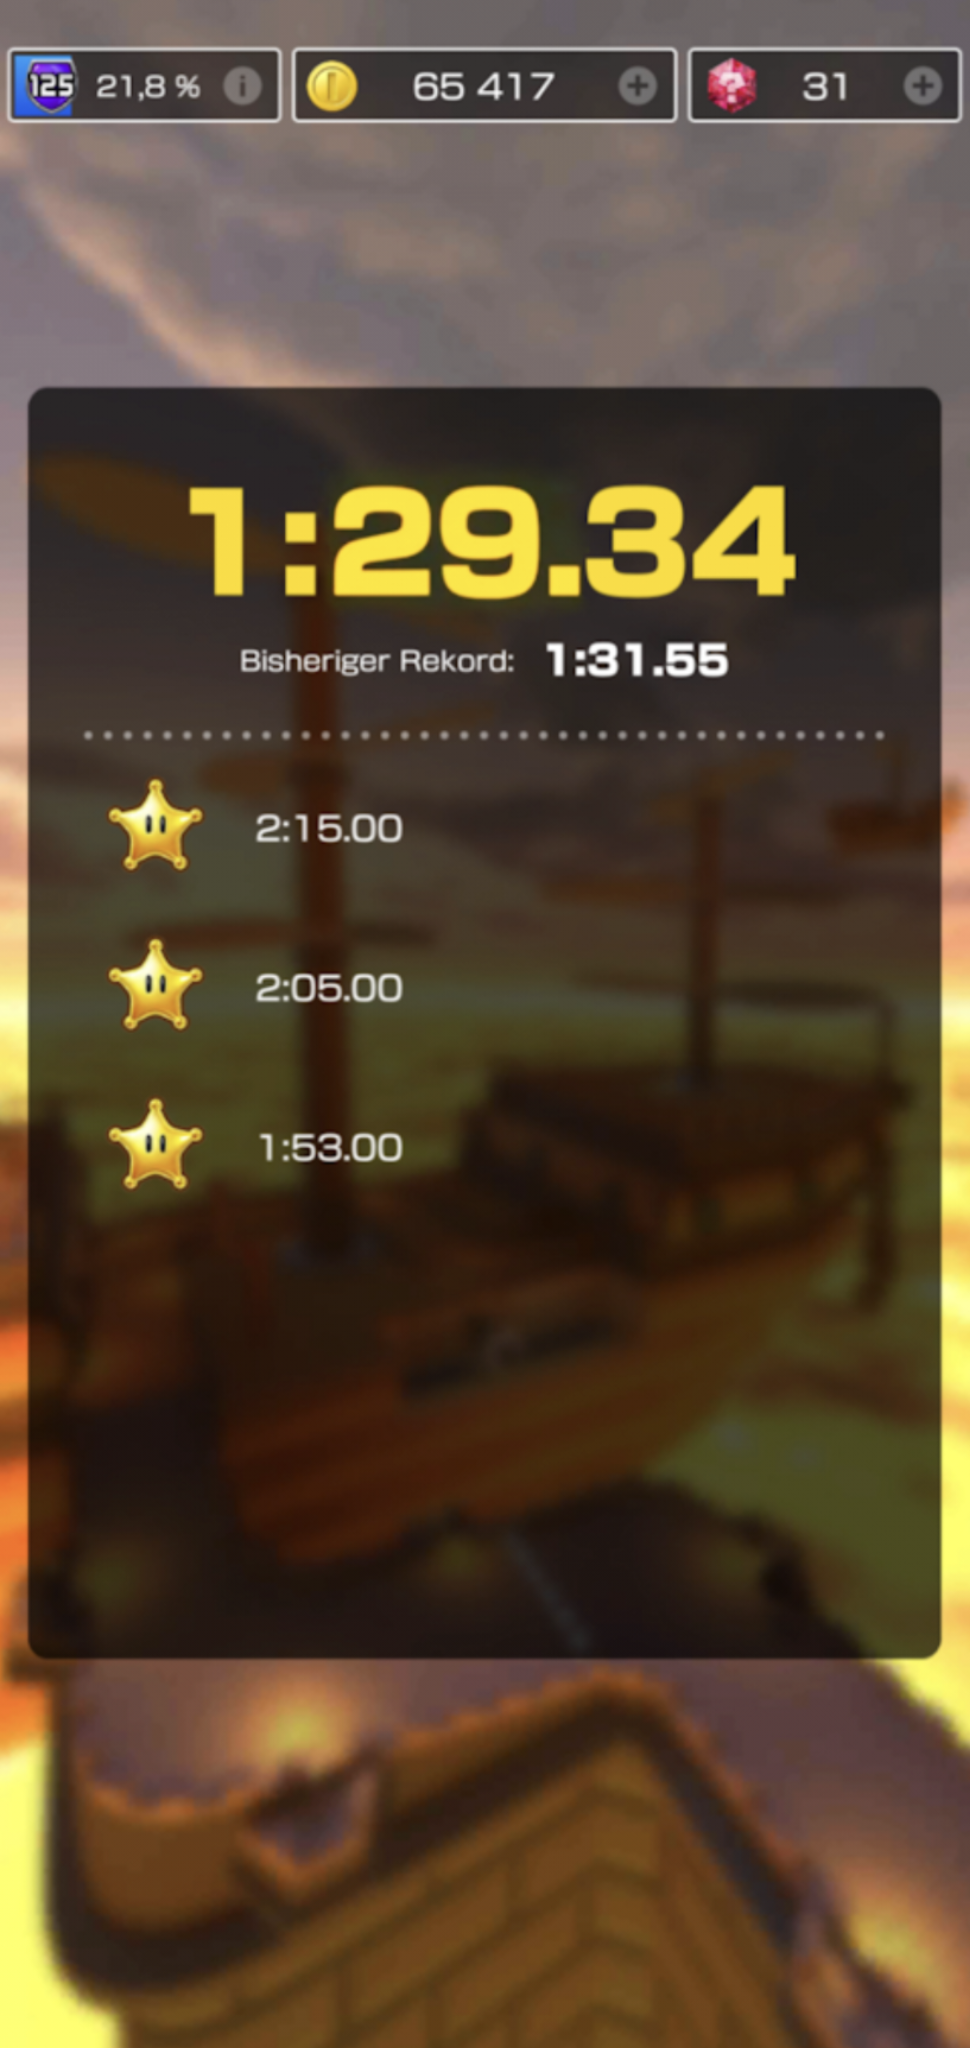 125 21,8 % i 65 417 + ? 31 +
1:29.34
Bisheriger Rekord: 1:31.55
2:15.00
2:05.00
1:53.00